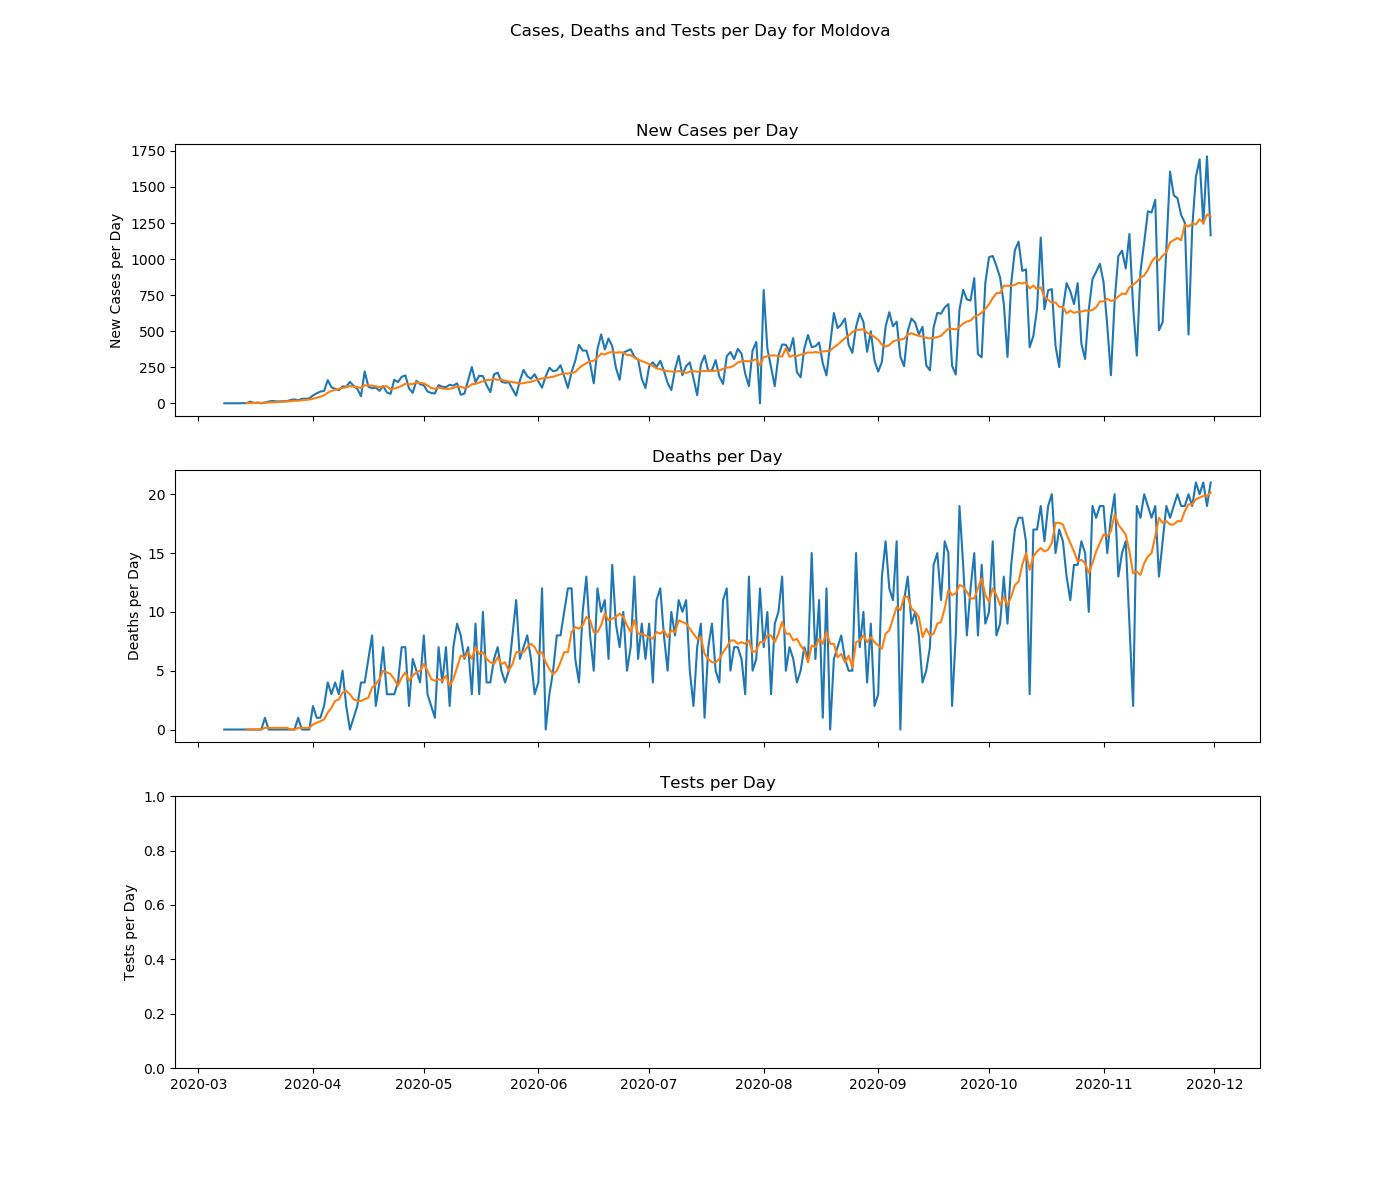 Cases, Deaths and Tests per Day for Moldova
New Cases per Day
New Cases per Day
1750
1500
1250
1000
750
500
250
0
Deaths per Day
Deaths per Day
20
15
10
5
0
Tests per Day
Tests per Day
1.0
0.8
0.6
0.4
0.2
0.0
2020-03 2020-04 2020-05 2020-06 2020-07 2020-08 2020-09 2020-10 2020-11 2020-12